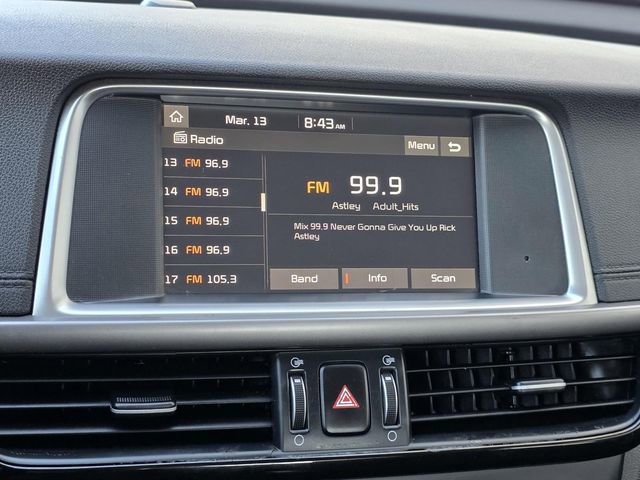 Mar. 13 8:43 AM
Radio Menu
13 FM 96.9
14 FM 96.9
15 FM 96.9
16 FM 96.9
17 FM 105.3
FM 99.9
Astley Adult_Hits
Mix 99.9 Never Gonna Give You Up Rick
Astley
Band Info Scan